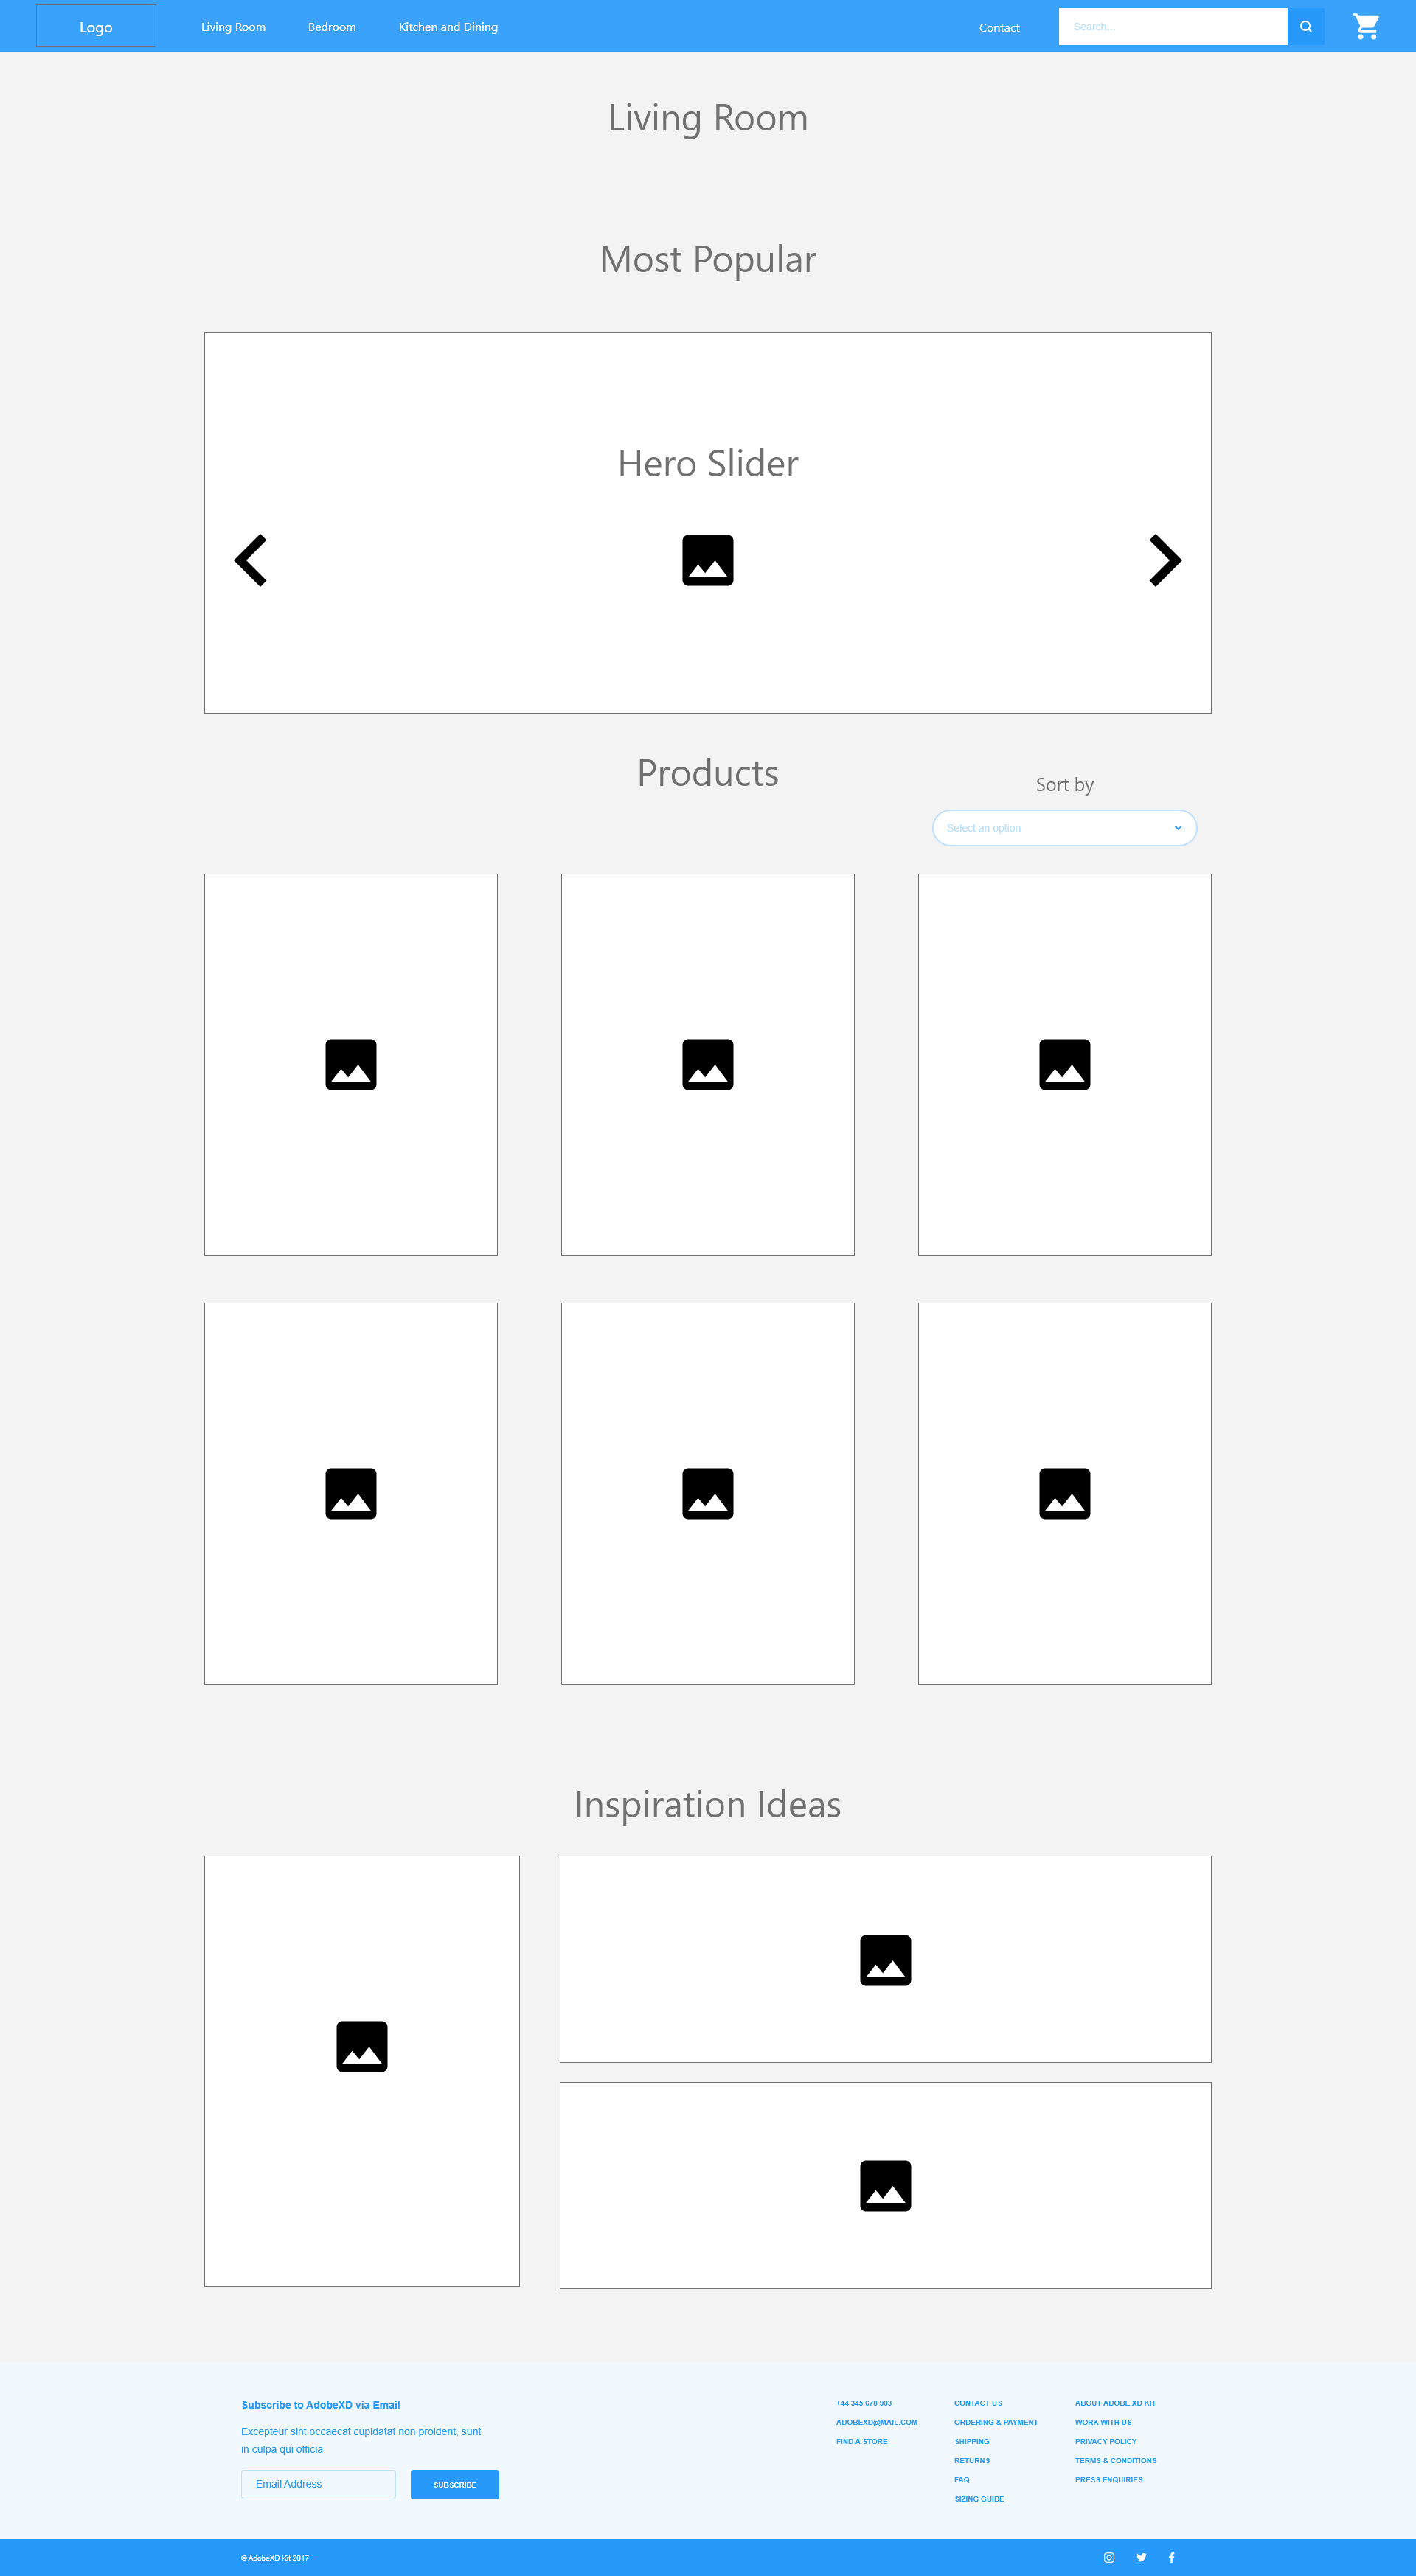 Logo
Living Room
Bedroom
Kitchen and Dining
Contact
Search...
Living Room
Most Popular
Hero Slider
Products
Sort by
Select an option
Inspiration Ideas
Subscribe to AdobeXD via Email
Excepteur sint occaecat cupidatat non proident, sunt
in culpa qui officia
Email Address
SUBSCRIBE
+44 345 678 903
ADOBEXD@MAIL.COM
FIND A STORE
CONTACT US
ORDERING & PAYMENT
SHIPPING
RETURNS
FAQ
SIZING GUIDE
ABOUT ADOBE XD KIT
WORK WITH US
PRIVACY POLICY
TERMS & CONDITIONS
PRESS ENQUIRIES
© AdobeXD Kit 2017